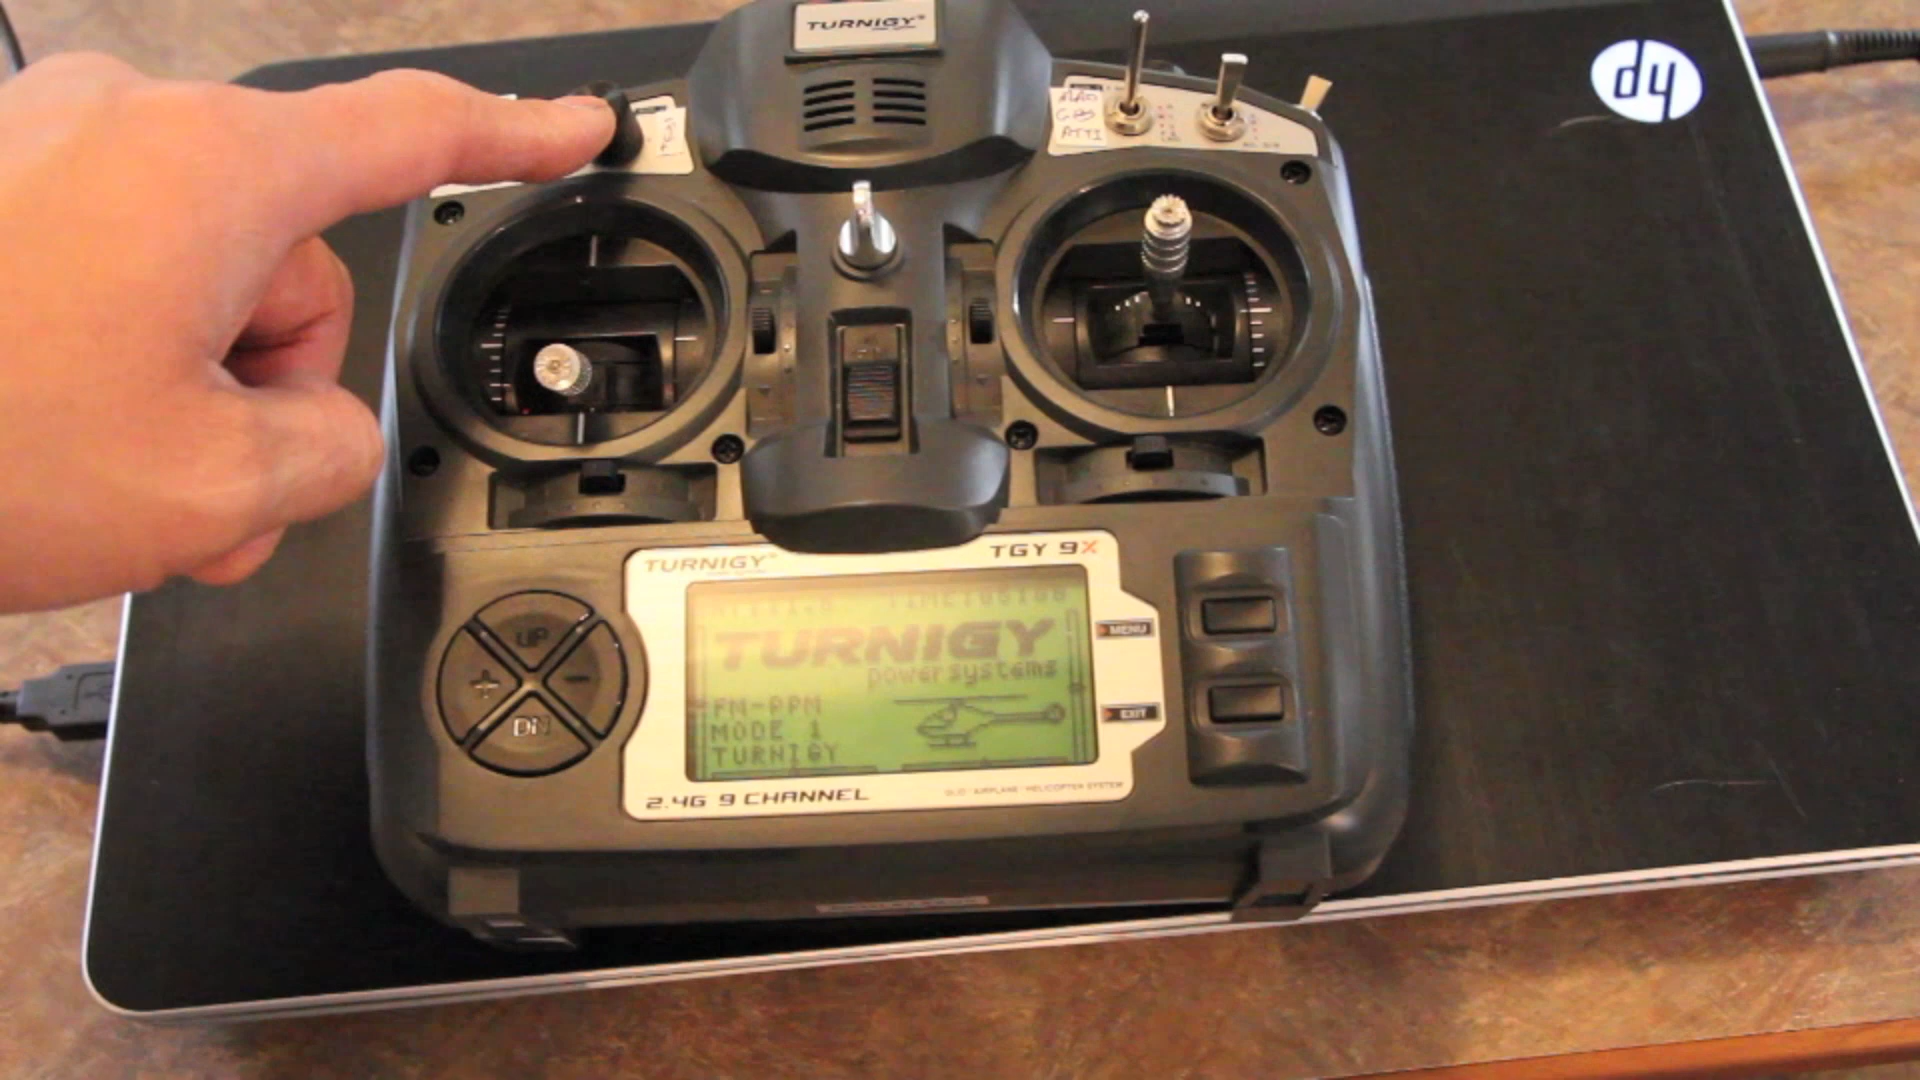 TURNIGY
hp
GPS
ATTI
TURNIGY
TGY 9X
TURNIGY
power systems
MENU
UP
+ -
DN
FM-PPM
MODE 1
TURNIGY
EXIT
2.4G 9 CHANNEL